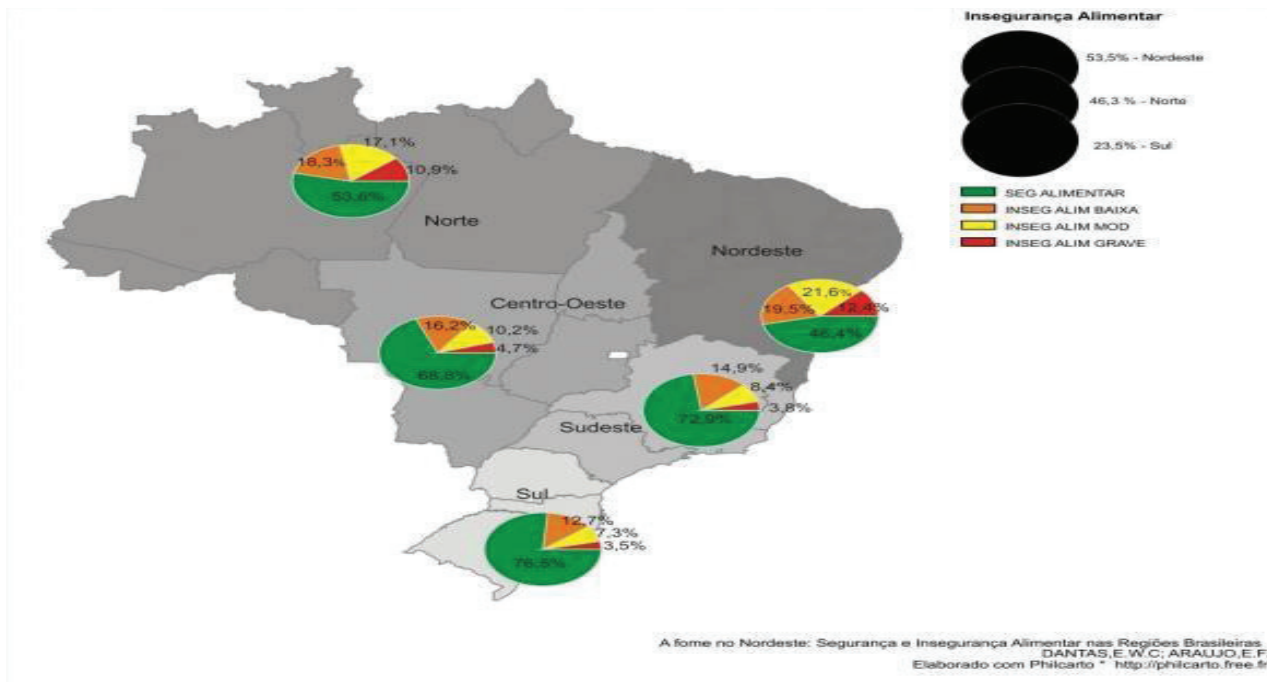 Insegurança Alimentar
53,5% - Nordeste
46,3 % - Norte
23,5% - Sul
SEG ALIMENTAR
INSEG ALIM BAIXA
INSEG ALIM MOD
INSEG ALIM GRAVE
17,1%
18,3%
10,9%
53,6%
Norte
Nordeste
21,6%
19,5%
12,4%
46,4%
Centro-Oeste
16,2%
10,2%
4,7%
68,8%
14,9%
8,4%
3,8%
72,9%
Sudeste
Sul
12,7%
7,3%
3,5%
76,5%
A fome no Nordeste: Segurança e Insegurança Alimentar nas Regiões Brasileiras
DANTAS,E.W.C; ARAUJO,E.F
Elaborado com Philcarto * http://philcarto.free.fr